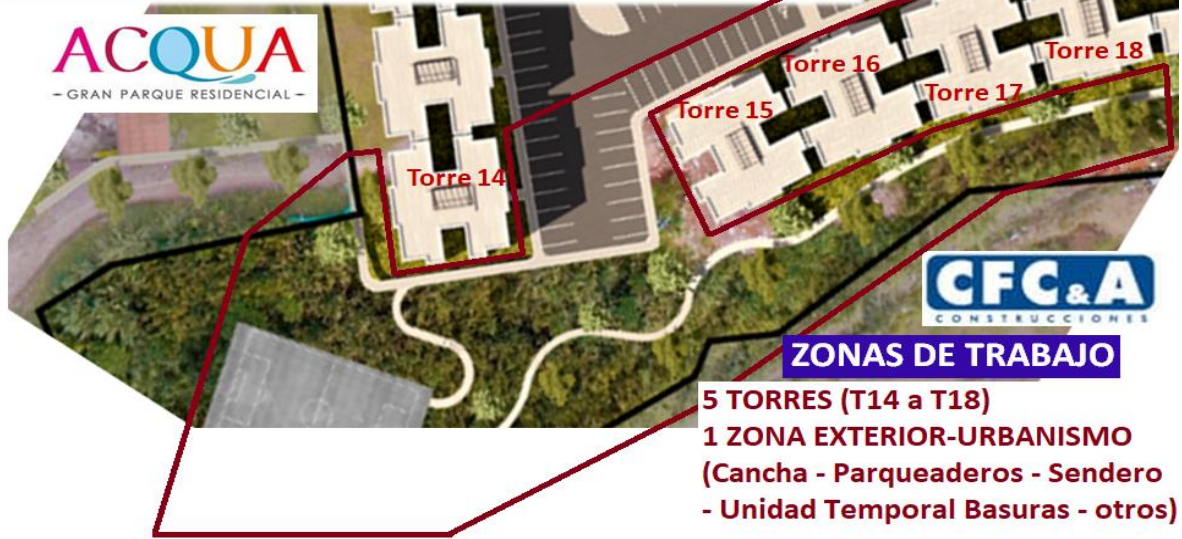 ACQUA
- GRAN PARQUE RESIDENCIAL -
Torre 18
Torre 16
Torre 17
Torre 15
Torre 14
CFC&A
CONSTRUCCIONES
ZONAS DE TRABAJO
5 TORRES (T14 a T18)
1 ZONA EXTERIOR-URBANISMO
(Cancha - Parqueaderos - Sendero
- Unidad Temporal Basuras - otros)